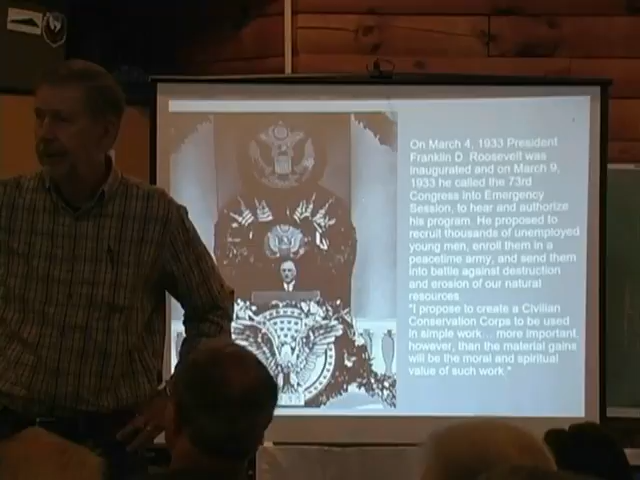 On March 4, 1933 President
Franklin D. Roosevelt was
inaugurated and on March 9,
1933 he called the 73rd
Congress into Emergency
Session, to hear and authorize
his program. He proposed to
recruit thousands of unemployed
young men, enroll them in a
peacetime army, and send them
into battle against destruction
and erosion of our natural
resources
"I propose to create a Civilian
Conservation Corps to be used
in simple work... more important,
however, than the material gains
will be the moral and spiritual
value of such work."